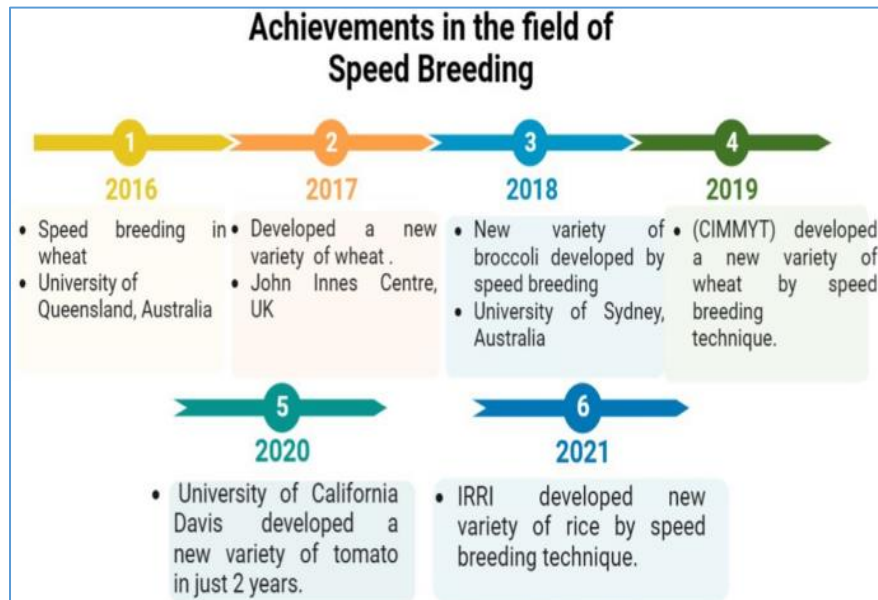 Achievements in the field of
Speed Breeding
1
2
3
4
2016
2017
2018
2019
• Speed breeding in
wheat
• University of
Queensland, Australia
• Developed a new
variety of wheat .
• John Innes Centre,
UK
• New variety of
broccoli developed by
speed breeding
• University of Sydney,
Australia
• (CIMMYT) developed
a new variety of
wheat by speed
breeding
technique.
5
6
2020
2021
• University of California
Davis developed a
new variety of tomato
in just 2 years.
• IRRI developed new
variety of rice by speed
breeding technique.